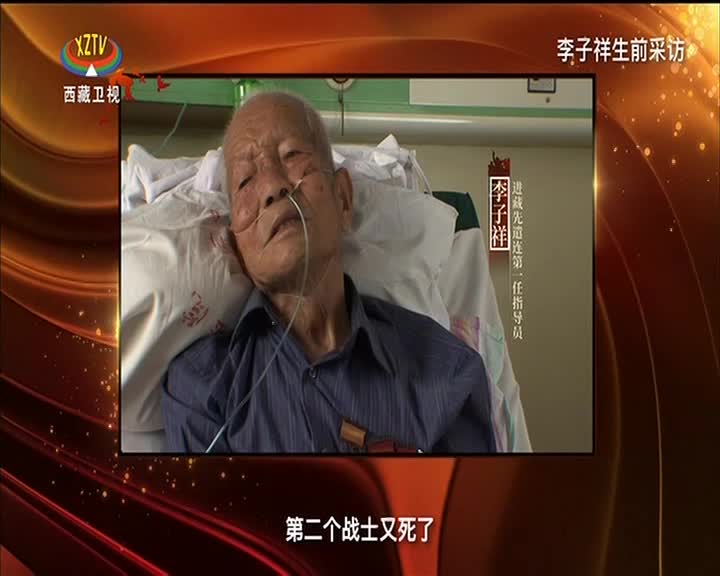 XZTV
西藏卫视
李子祥生前采访
李子祥
进藏先遣连第一任指导员
第二个战士又死了